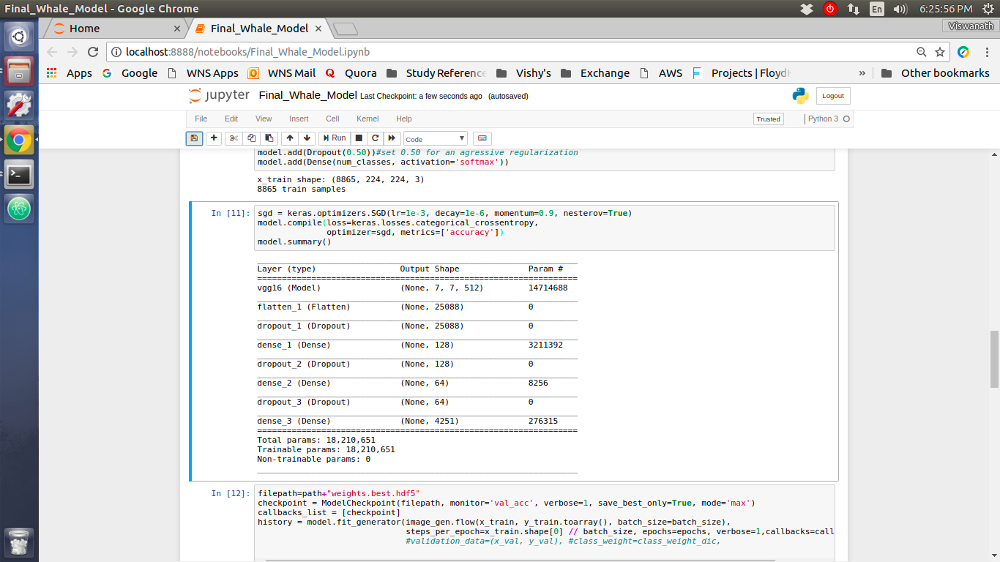 Final_Whale_Model - Google Chrome
En
6:25:56 PM
Home
Final_Whale_Model
Viswanath
localhost:8888/notebooks/Final_Whale_Model.ipynb
Apps
Google
WNS Apps
WNS Mail
Quora
Study Reference
Vishy's
Exchange
AWS
Projects | Floyd
»
Other bookmarks
jupyter
Final_Whale_Model Last Checkpoint: a few seconds ago (autosaved)
Logout
File Edit View Insert Cell Kernel Help
Trusted
Python 3
Run
Code
model.add(Dropout(0.50))#set 0.50 for an agressive regularization
model.add(Dense(num_classes, activation='softmax'))
x_train shape: (8865, 224, 224, 3)
8865 train samples
In [11]:
sgd = keras.optimizers.SGD(lr=1e-3, decay=1e-6, momentum=0.9, nesterov=True)
model.compile(loss=keras.losses.categorical_crossentropy,
optimizer=sgd, metrics=['accuracy'])
model.summary()
_________________________________________________________________
Layer (type) Output Shape Param #
=================================================================
vgg16 (Model) (None, 7, 7, 512) 14714688
_________________________________________________________________
flatten_1 (Flatten) (None, 25088) 0
_________________________________________________________________
dropout_1 (Dropout) (None, 25088) 0
_________________________________________________________________
dense_1 (Dense) (None, 128) 3211392
_________________________________________________________________
dropout_2 (Dropout) (None, 128) 0
_________________________________________________________________
dense_2 (Dense) (None, 64) 8256
_________________________________________________________________
dropout_3 (Dropout) (None, 64) 0
_________________________________________________________________
dense_3 (Dense) (None, 4251) 276315
=================================================================
Total params: 18,210,651
Trainable params: 18,210,651
Non-trainable params: 0
_________________________________________________________________
In [12]:
filepath=path+"weights.best.hdf5"
checkpoint = ModelCheckpoint(filepath, monitor='val_acc', verbose=1, save_best_only=True, mode='max')
callbacks_list = [checkpoint]
history = model.fit_generator(image_gen.flow(x_train, y_train.toarray(), batch_size=batch_size),
steps_per_epoch=x_train.shape[0] // batch_size, epochs=epochs, verbose=1,callbacks=call
#validation_data=(x_val, y_val), #class_weight=class_weight_dic,